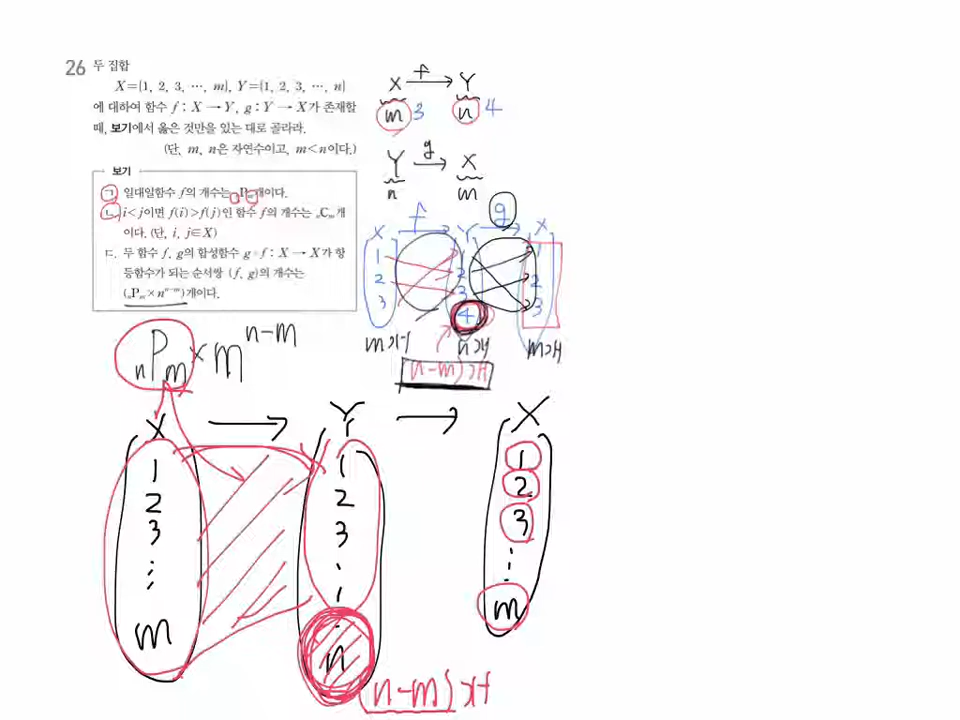 26 두 집합
X={1, 2, 3, ⋯, m}, Y={1, 2, 3, ⋯, n}
에 대하여 함수 f : X → Y, g : Y → X가 존재할
때, 보기에서 옳은 것만을 있는 대로 골라라.
(단, m, n은 자연수이고, m<n이다.)
보기
ㄱ. 일대일함수 f의 개수는 nPm개이다.
ㄴ. i<j이면 f(i)>f(j)인 함수 f의 개수는 nCm개
이다. (단, i, j∈X)
ㄷ. 두 함수 f, g의 합성함수 g∘f : X → X가 항
등함수가 되는 순서쌍 (f, g)의 개수는
(nPm×n^(n-m))개이다.
X f → Y
m 3 n 4
Y g → X
n m
f g
X Y X
1 1 1
2 2 2
3 3 3
4
m개 n개 m개
(n-m)개
nPm × m^(n-m)
X → Y → X
1 1 1
2 2 2
3 3 3
⋮ ⋮ ⋮
m n m
(n-m)개